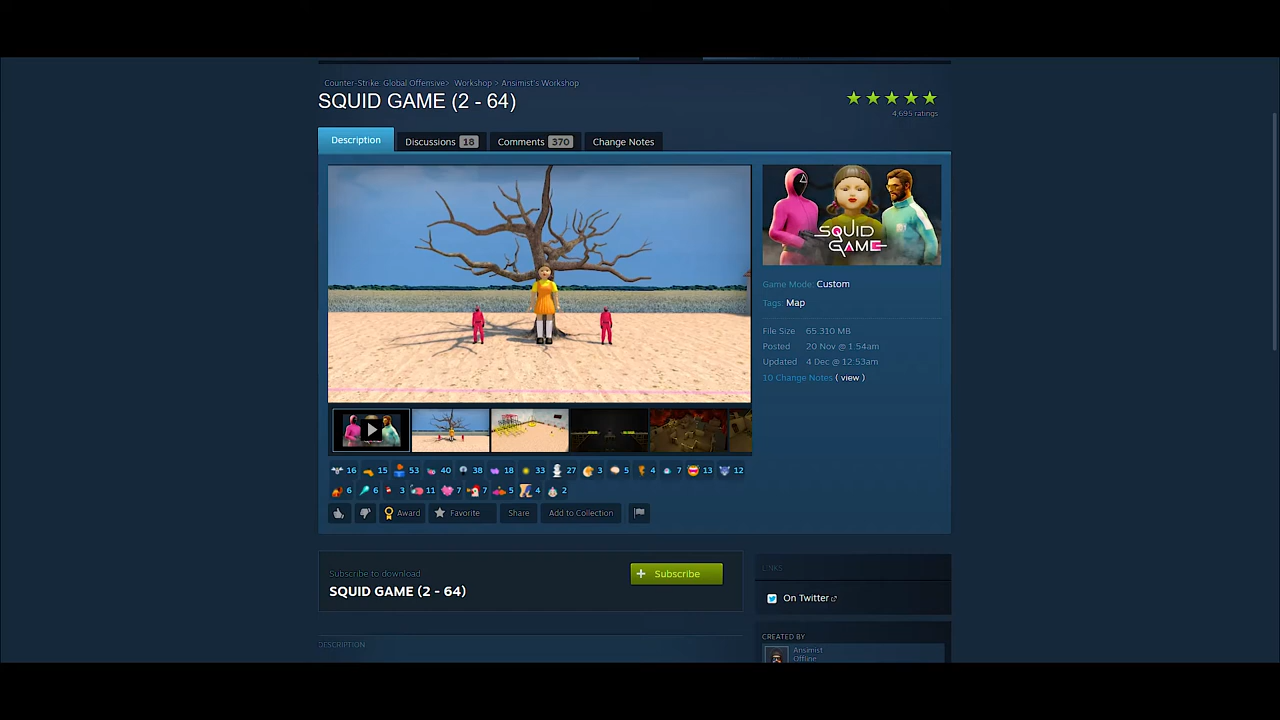 Counter-Strike: Global Offensive> Workshop > Ansimist's Workshop
SQUID GAME (2 - 64)
4,695 ratings
Description
Discussions 18
Comments 370
Change Notes
SQUID
GAME
Game Mode: Custom
Tags: Map
File Size 65.310 MB
Posted 20 Nov @ 1:54am
Updated 4 Dec @ 12:53am
10 Change Notes ( view )
16 15 53 40 38 18 33 27 3 5 4 7 13 12
6 6 3 11 7 7 5 4 2
Award Favorite Share Add to Collection
Subscribe to download
SQUID GAME (2 - 64)
+ Subscribe
LINKS
On Twitter
DESCRIPTION
CREATED BY
Ansimist
Offline